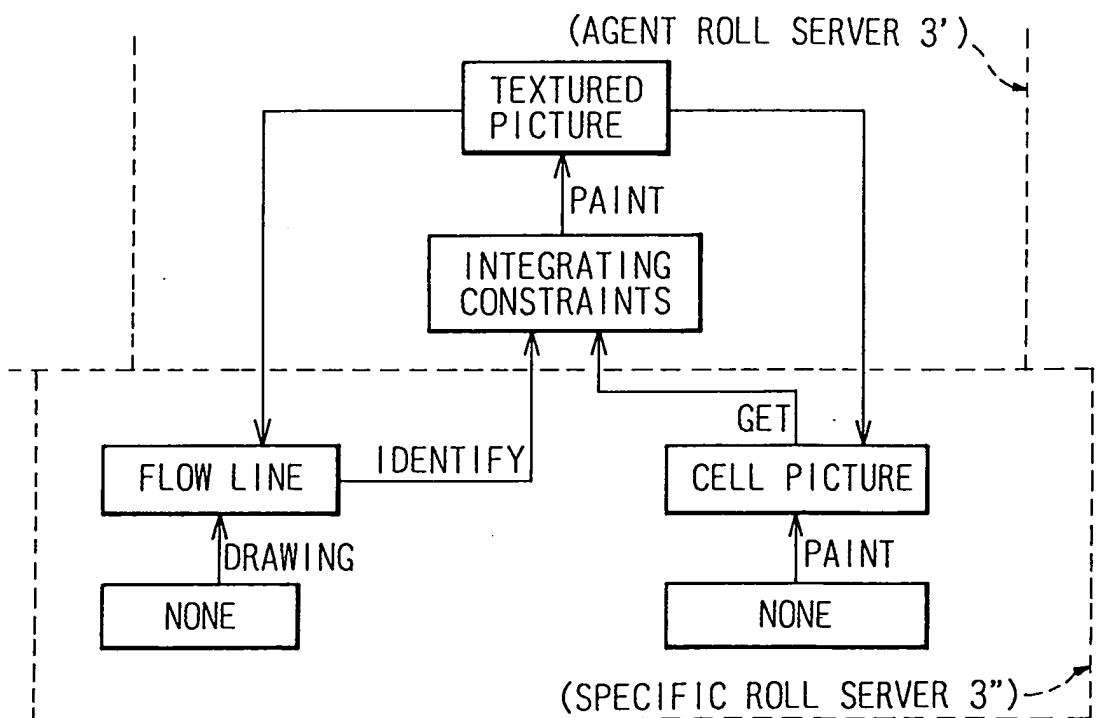 (AGENT ROLL SERVER 3')
TEXTURED
PICTURE
PAINT
INTEGRATING
CONSTRAINTS
GET
IDENTIFY
FLOW LINE
CELL PICTURE
DRAWING
PAINT
NONE
NONE
(SPECIFIC ROLL SERVER 3")